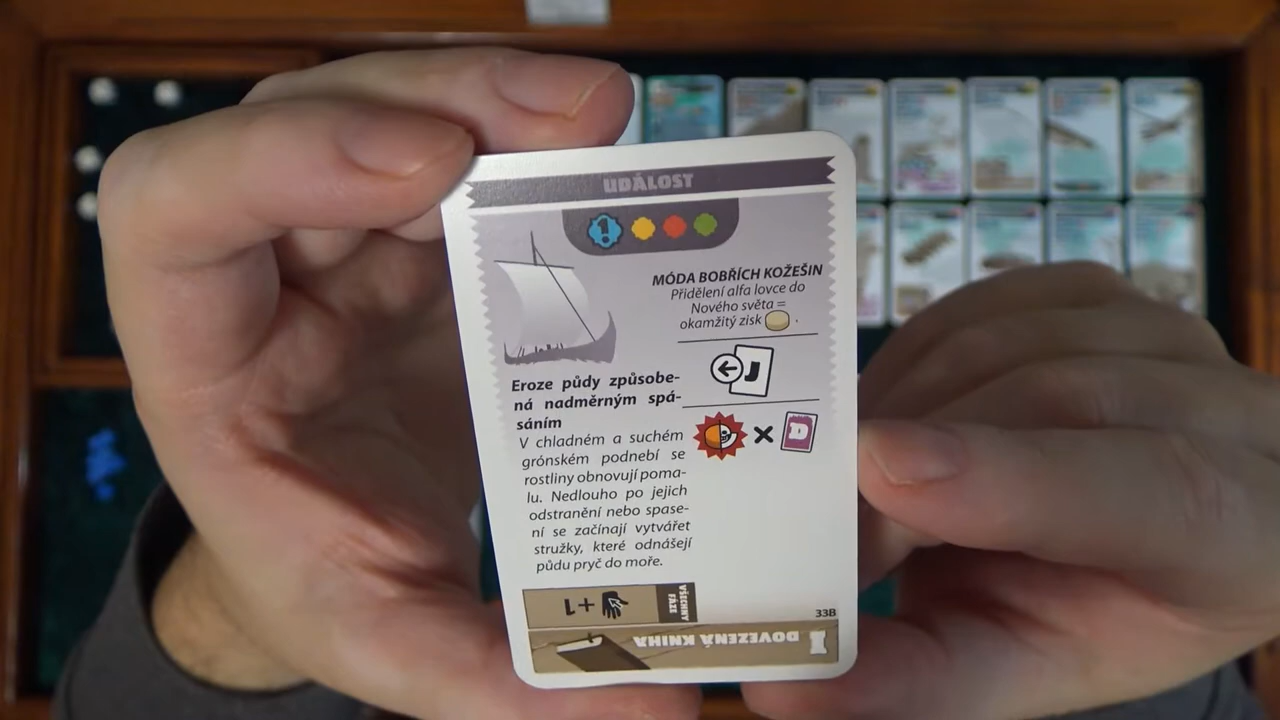 UDÁLOST
1
MÓDA BOBŘÍCH KOŽEŠIN
Přidělení alfa lovce do
Nového světa =
okamžitý zisk .
J
D
Eroze půdy způsobe-
ná nadměrným spá-
sáním
V chladném a suchém
grónském podnebí se
rostliny obnovují poma-
lu. Nedlouho po jejich
odstranění nebo spase-
ní se začínají vytvářet
stružky, které odnášejí
půdu pryč do moře.
+1
VŠECHNY
FÁZE
33B
DOVEZENÁ KNIHA